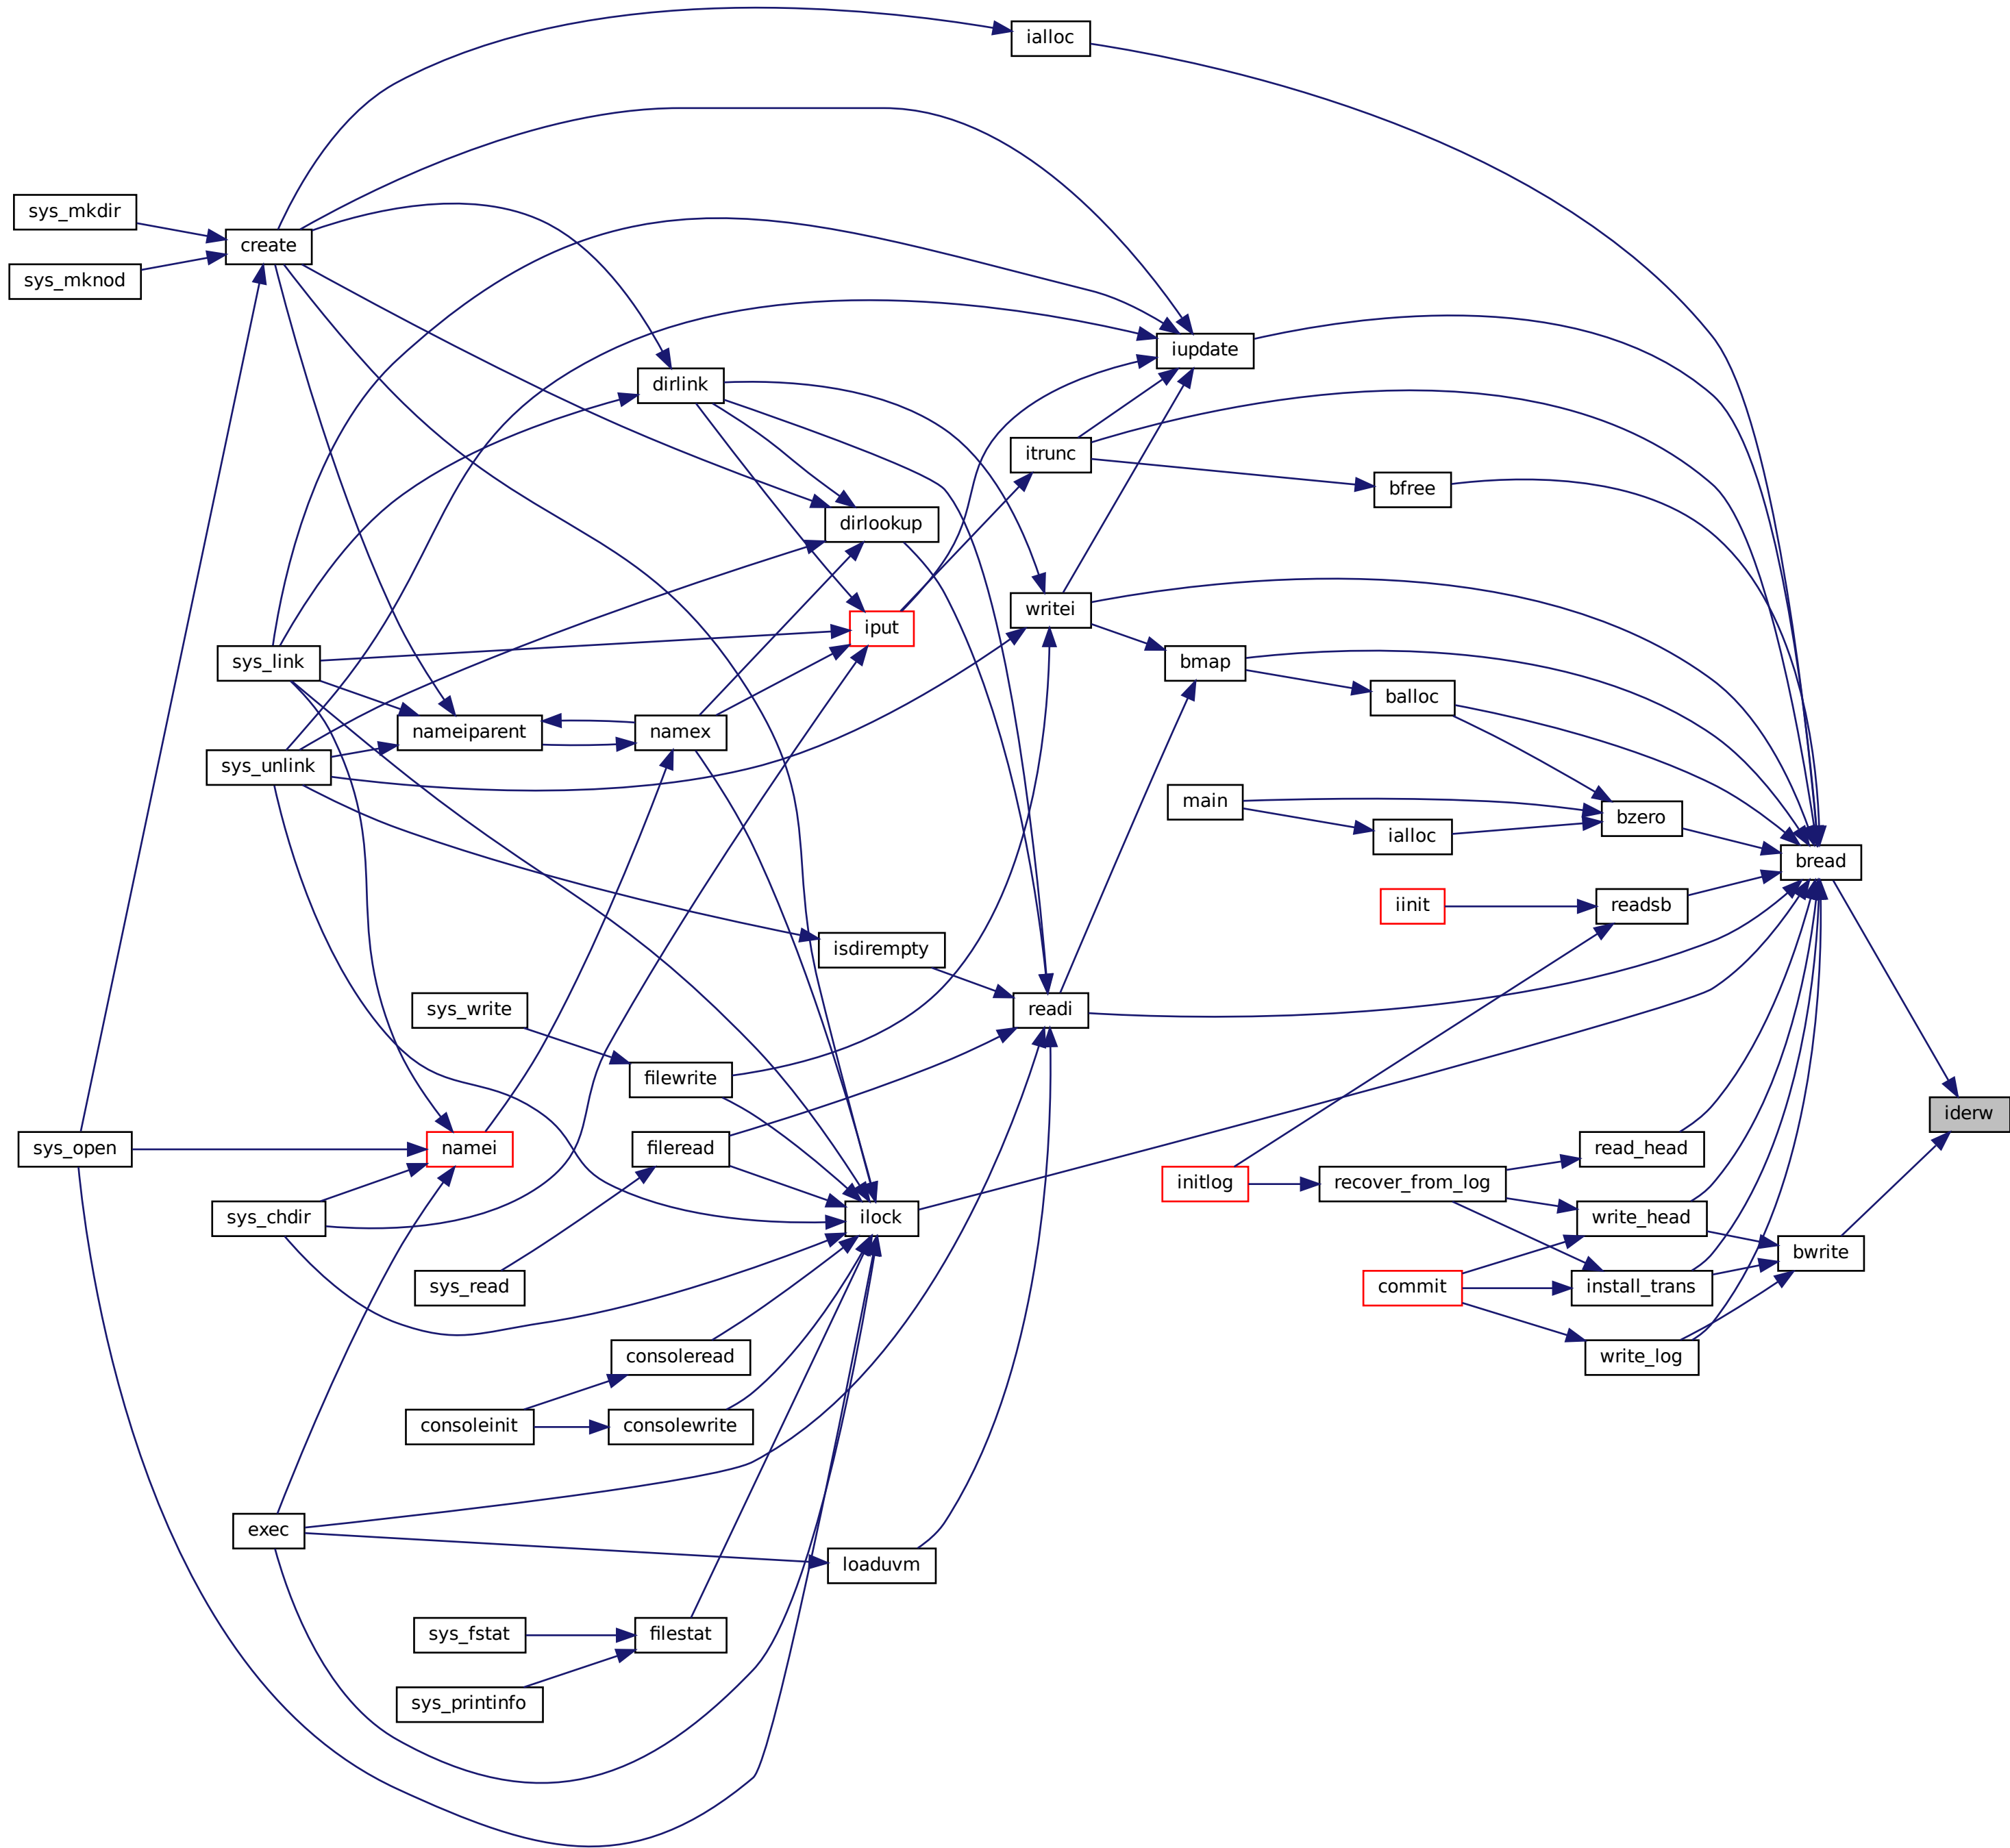 ialloc
sys_mkdir
create
sys_mknod
iupdate
dirlink
itrunc
bfree
dirlookup
writei
iput
sys_link
bmap
balloc
nameiparent
namex
sys_unlink
main
bzero
ialloc
bread
iinit
readsb
isdirempty
sys_write
readi
filewrite
iderw
sys_open
namei
fileread
read_head
initlog
recover_from_log
sys_chdir
ilock
write_head
bwrite
sys_read
commit
install_trans
consoleread
write_log
consoleinit
consolewrite
exec
loaduvm
sys_fstat
filestat
sys_printinfo